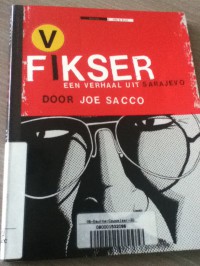 V
FIKSER
EEN VERHAAL UIT SARAJEVO
DOOR JOE SACCO